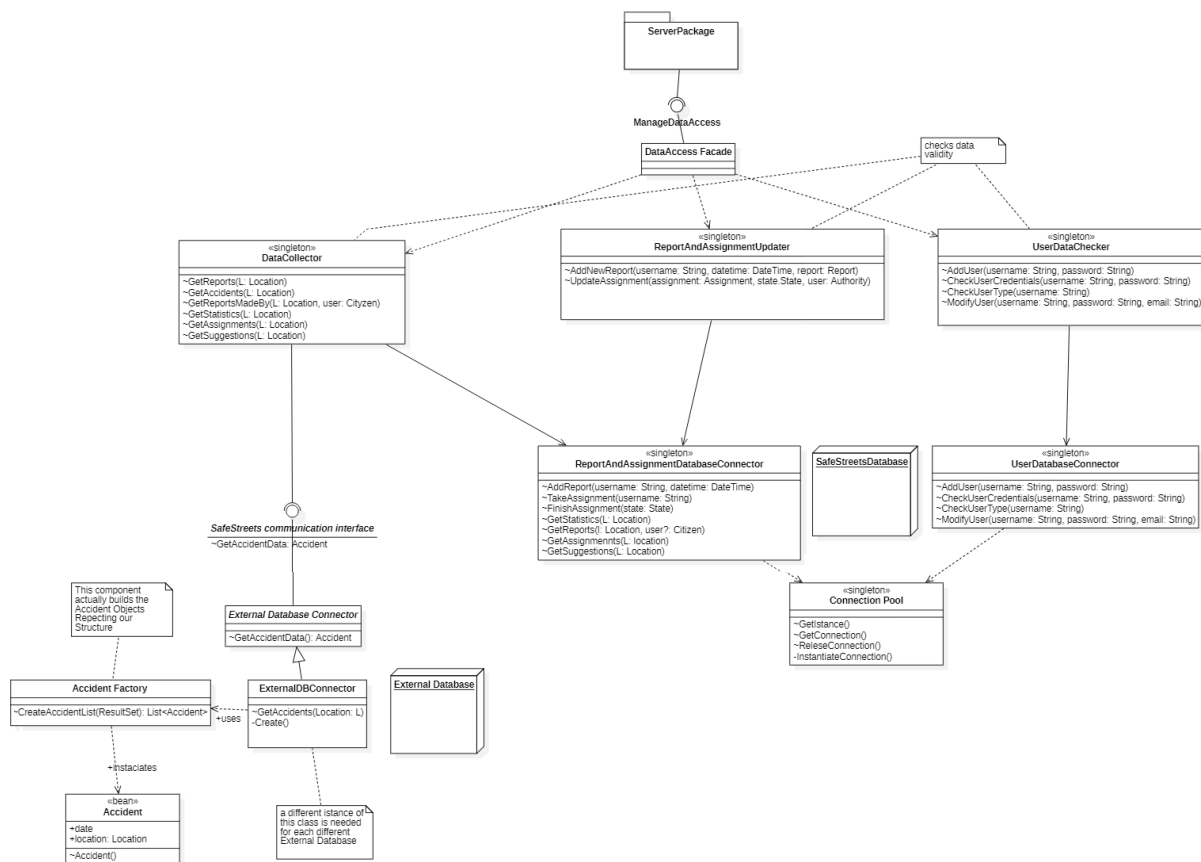 ServerPackage
ManageDataAccess
DataAccess Facade
checks data
validity
«singleton»
DataCollector
~GetReports(L: Location)
~GetAccidents(L: Location)
~GetReportsMadeBy(L: Location, user: Cityzen)
~GetStatistics(L: Location)
~GetAssignments(L: Location)
~GetSuggestions(L: Location)
«singleton»
ReportAndAssignmentUpdater
~AddNewReport(username: String, datetime: DateTime, report: Report)
~UpdateAssignment(assignment: Assignment, state.State, user: Authority)
«singleton»
UserDataChecker
~AddUser(username: String, password: String)
~CheckUserCredentials(username: String, password: String)
~CheckUserType(username: String)
~ModifyUser(username: String, password: String, email: String)
«singleton»
ReportAndAssignmentDatabaseConnector
~AddReport(username: String, datetime: DateTime)
~TakeAssignment(username: String)
~FinishAssignment(state: State)
~GetStatistics(L: Location)
~GetReports(l: Location, user?: Citizen)
~GetAssignmennts(L: location)
~GetSuggestions(L: Location)
SafeStreetsDatabase
«singleton»
UserDatabaseConnector
~AddUser(username: String, password: String)
~CheckUserCredentials(username: String, password: String)
~CheckUserType(username: String)
~ModifyUser(username: String, password: String, email: String)
SafeStreets communication interface
~GetAccidentData: Accident
«singleton»
Connection Pool
~GetIstance()
~GetConnection()
~ReleseConnection()
-InstantiateConnection()
This component
actually builds the
Accident Objects
Repecting our
Structure
External Database Connector
~GetAccidentData(): Accident
Accident Factory
~CreateAccidentList(ResultSet): List<Accident>
+uses
ExternalDBConnector
~GetAccidents(Location: L)
-Create()
External Database
+Instaciates
«bean»
Accident
+date
+location: Location
~Accident()
a different istance of
this class is needed
for each different
External Database